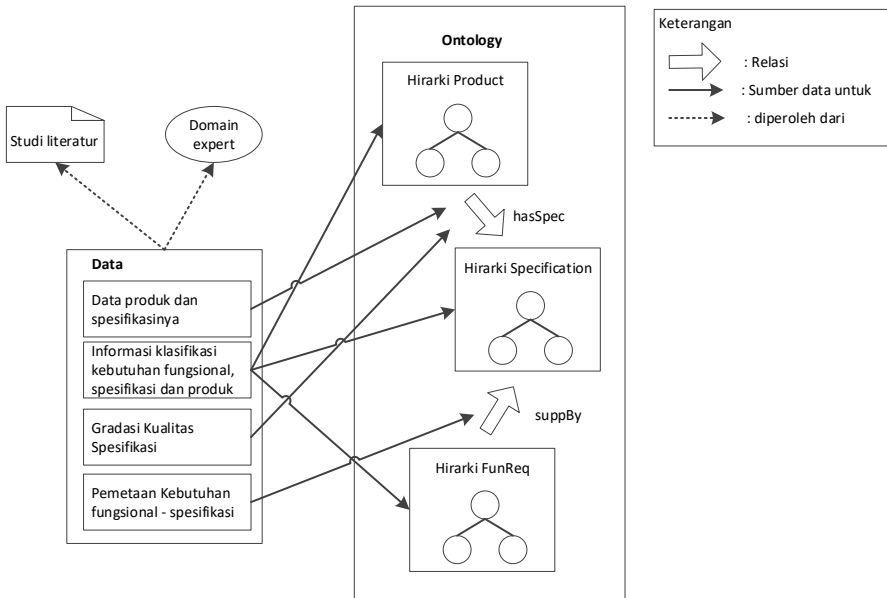 Studi literatur
Domain
expert
Data
Data produk dan
spesifikasinya
Informasi klasifikasi
kebutuhan fungsional,
spesifikasi dan produk
Gradasi Kualitas
Spesifikasi
Pemetaan Kebutuhan
fungsional - spesifikasi
Ontology
Hirarki Product
hasSpec
Hirarki Specification
suppBy
Hirarki FunReq
Keterangan
: Relasi
: Sumber data untuk
: diperoleh dari